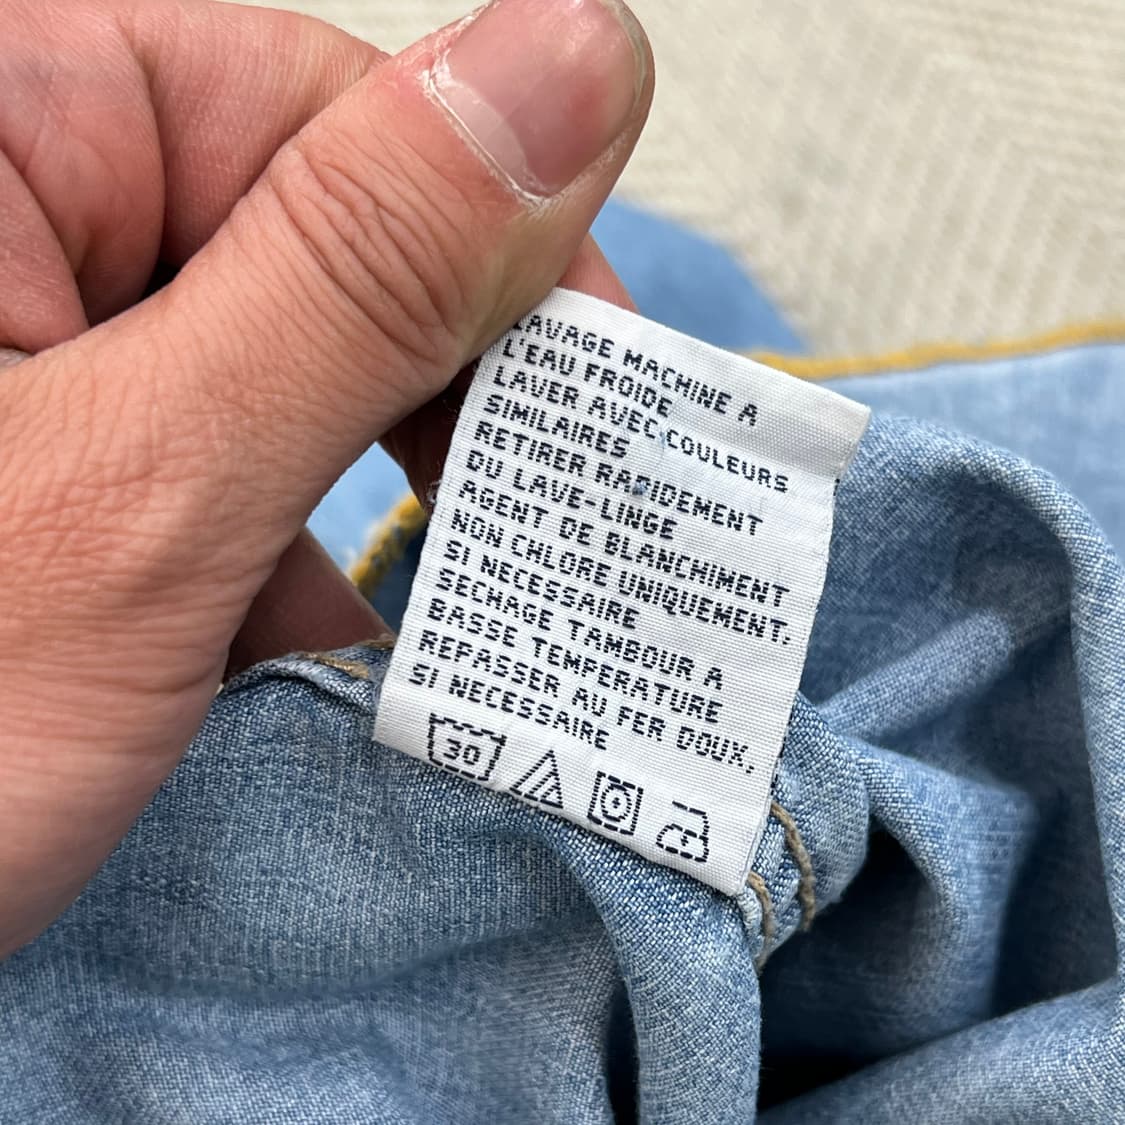 LAVAGE MACHINE A
L'EAU FROIDE
LAVER AVEC COULEURS
SIMILAIRES
RETIRER RAPIDEMENT
DU LAVE-LINGE
AGENT DE BLANCHIMENT
NON CHLORE UNIQUEMENT,
SI NECESSAIRE
SECHAGE TAMBOUR A
BASSE TEMPERATURE
REPASSER AU FER DOUX,
SI NECESSAIRE
30